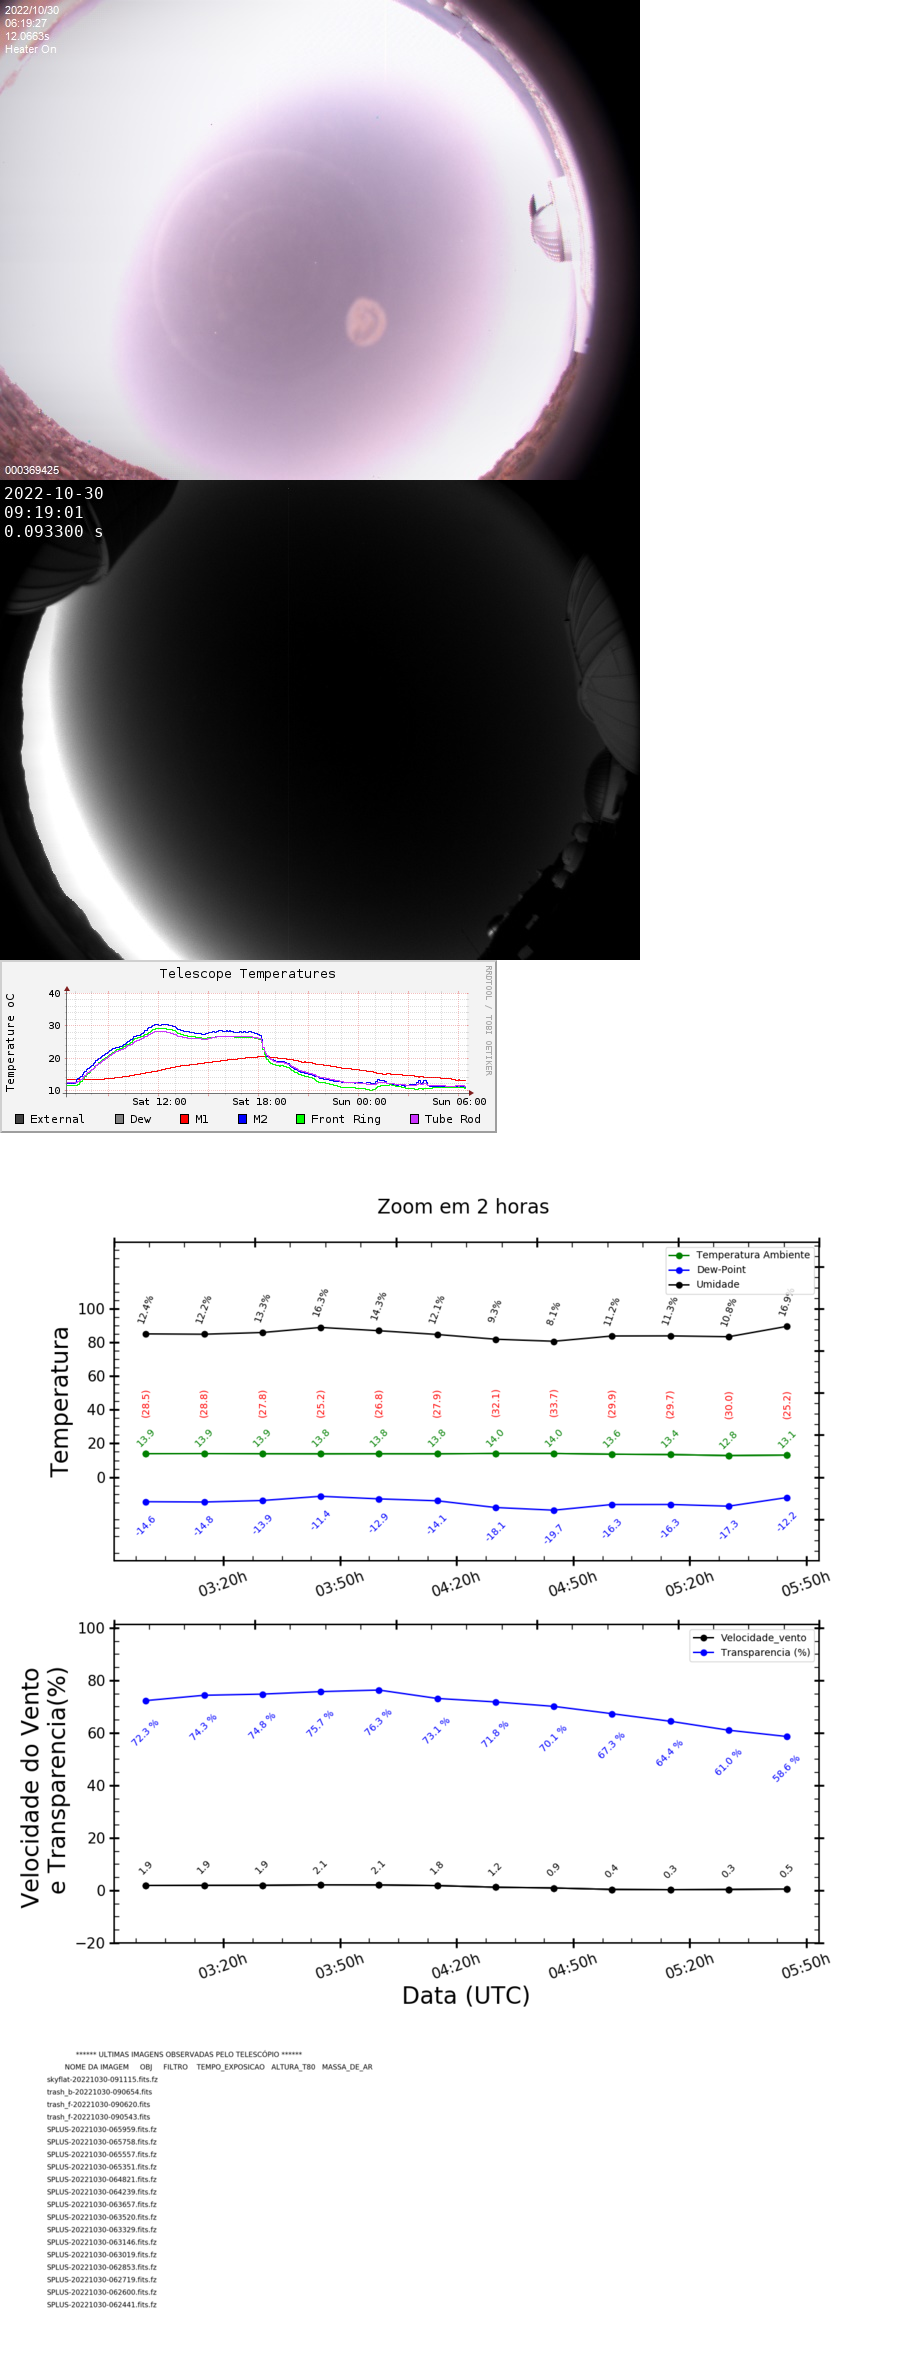 2022/10/30
06:19:27
12.0663s
Heater On
000369425
2022-10-30
09:19:01
0.093300 s
Telescope Temperatures
RRDTOOL / TOBI OETIKER
Temperature oC
40
30
20
10
Sat 12:00 Sat 18:00 Sun 00:00 Sun 06:00
External Dew M1 M2 Front Ring Tube Rod
Zoom em 2 horas
Temperatura Ambiente
Dew-Point
Umidade
Temperatura
100
80
60
40
20
0
12.4% 12.2% 13.3% 16.3% 14.3% 12.1% 9.3% 8.1% 11.2% 11.3% 10.8% 16.9%
(28.5) (28.8) (27.8) (25.2) (26.8) (27.9) (32.1) (33.7) (29.9) (29.7) (30.0) (25.2)
13.9 13.9 13.9 13.8 13.8 13.8 14.0 14.0 13.6 13.4 12.8 13.1
-14.6 -14.8 -13.9 -11.4 -12.9 -14.1 -18.1 -19.7 -16.3 -16.3 -17.3 -12.2
03:20h 03:50h 04:20h 04:50h 05:20h 05:50h
Velocidade_vento
Transparencia (%)
Velocidade do Vento
e Transparencia(%)
100
80
60
40
20
0
−20
72.3 % 74.3 % 74.8 % 75.7 % 76.3 % 73.1 % 71.8 % 70.1 % 67.3 % 64.4 % 61.0 % 58.6 %
1.9 1.9 1.9 2.1 2.1 1.8 1.2 0.9 0.4 0.3 0.3 0.5
03:20h 03:50h 04:20h 04:50h 05:20h 05:50h
Data (UTC)
****** ULTIMAS IMAGENS OBSERVADAS PELO TELESCÓPIO ******
NOME DA IMAGEM OBJ FILTRO TEMPO_EXPOSICAO ALTURA_T80 MASSA_DE_AR
skyflat-20221030-091115.fits.fz
trash_b-20221030-090654.fits
trash_f-20221030-090620.fits
trash_f-20221030-090543.fits
SPLUS-20221030-065959.fits.fz
SPLUS-20221030-065758.fits.fz
SPLUS-20221030-065557.fits.fz
SPLUS-20221030-065351.fits.fz
SPLUS-20221030-064821.fits.fz
SPLUS-20221030-064239.fits.fz
SPLUS-20221030-063657.fits.fz
SPLUS-20221030-063520.fits.fz
SPLUS-20221030-063329.fits.fz
SPLUS-20221030-063146.fits.fz
SPLUS-20221030-063019.fits.fz
SPLUS-20221030-062853.fits.fz
SPLUS-20221030-062719.fits.fz
SPLUS-20221030-062600.fits.fz
SPLUS-20221030-062441.fits.fz